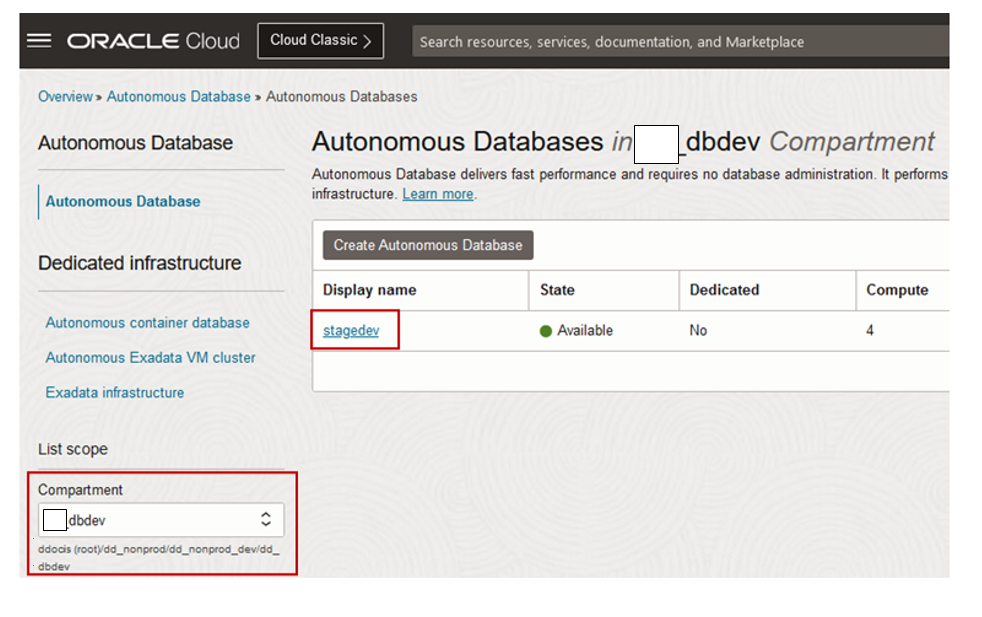 ORACLE Cloud
Cloud Classic >
Search resources, services, documentation, and Marketplace
Overview » Autonomous Database » Autonomous Databases
Autonomous Database
Autonomous Database
Dedicated infrastructure
Autonomous container database
Autonomous Exadata VM cluster
Exadata infrastructure
List scope
Compartment
_dbdev
ddocis (root)/dd_nonprod/dd_nonprod_dev/dd_
dbdev
Autonomous Databases in _dbdev Compartment
Autonomous Database delivers fast performance and requires no database administration. It performs
infrastructure. Learn more.
Create Autonomous Database
Display name State Dedicated Compute
stagedev Available No 4